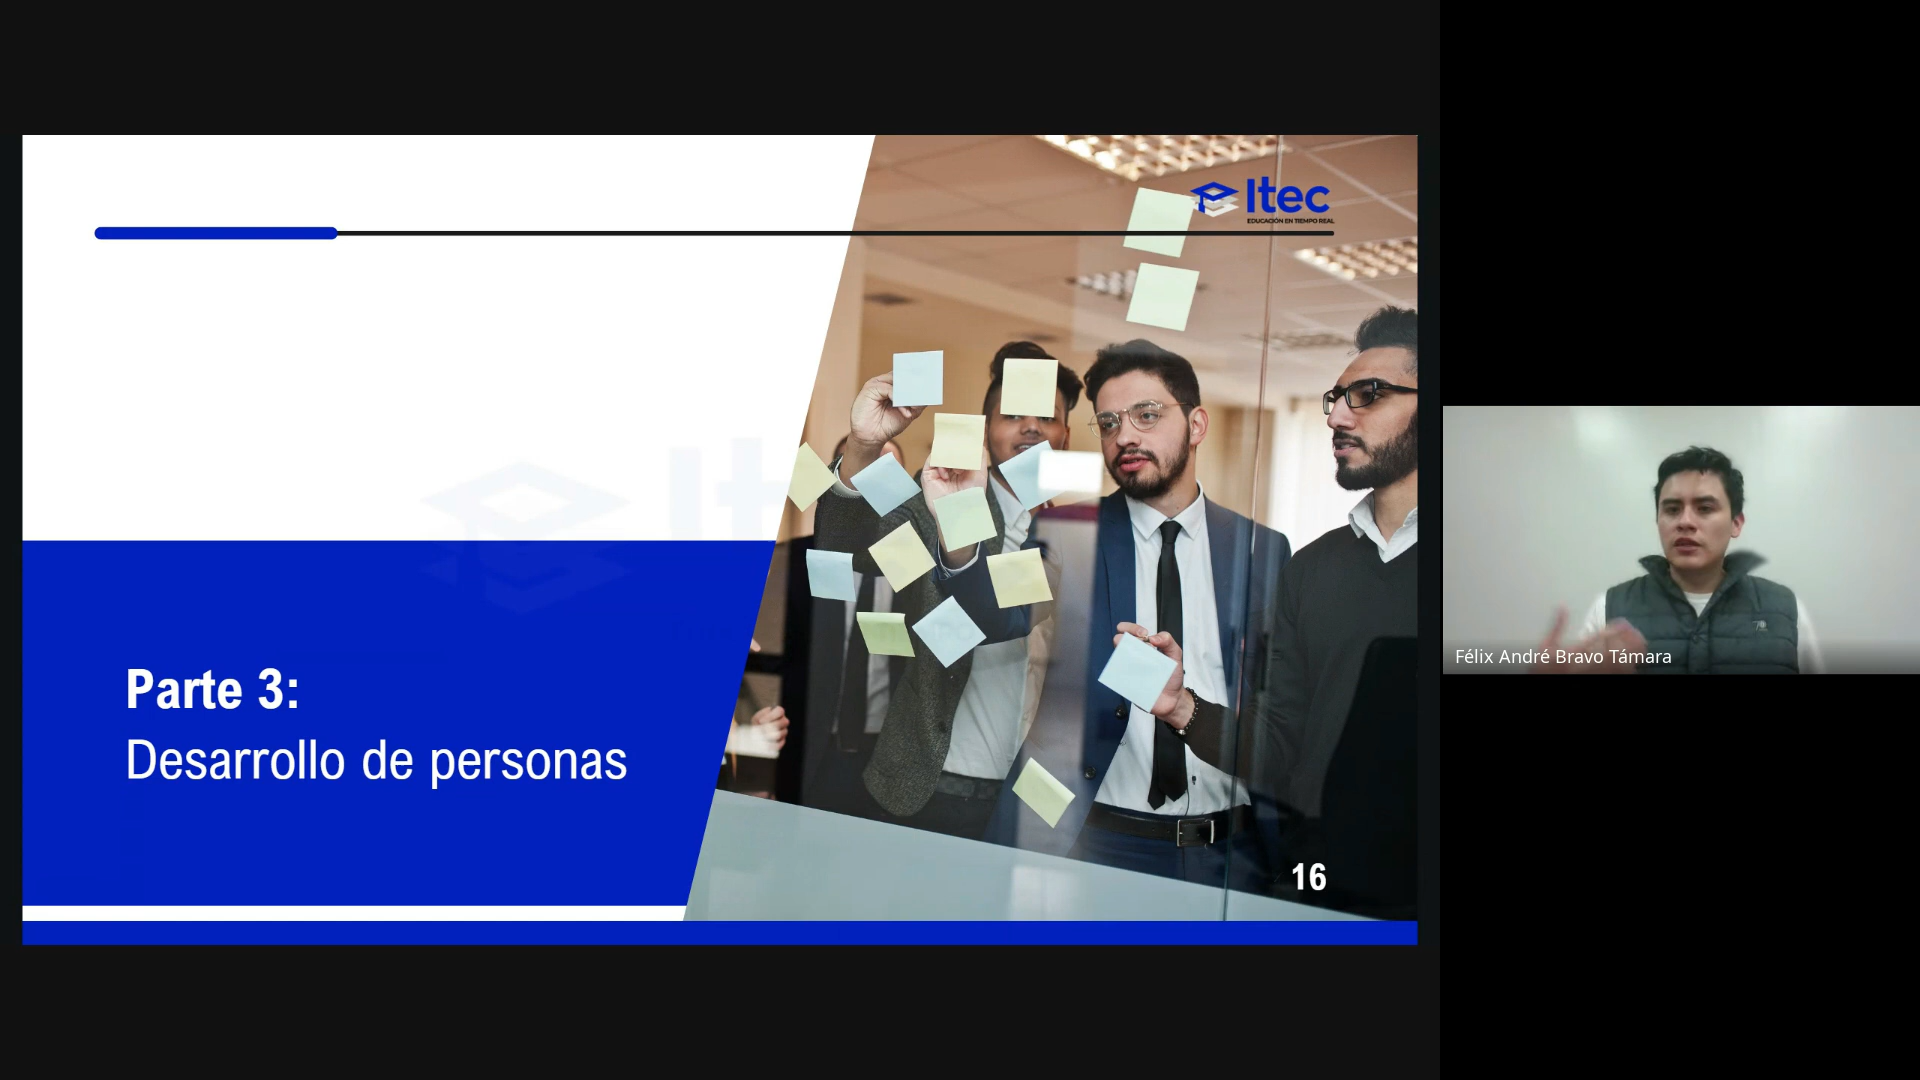 Itec
EDUCACIÓN EN TIEMPO REAL
Parte 3:
Desarrollo de personas
16
Félix André Bravo Támara